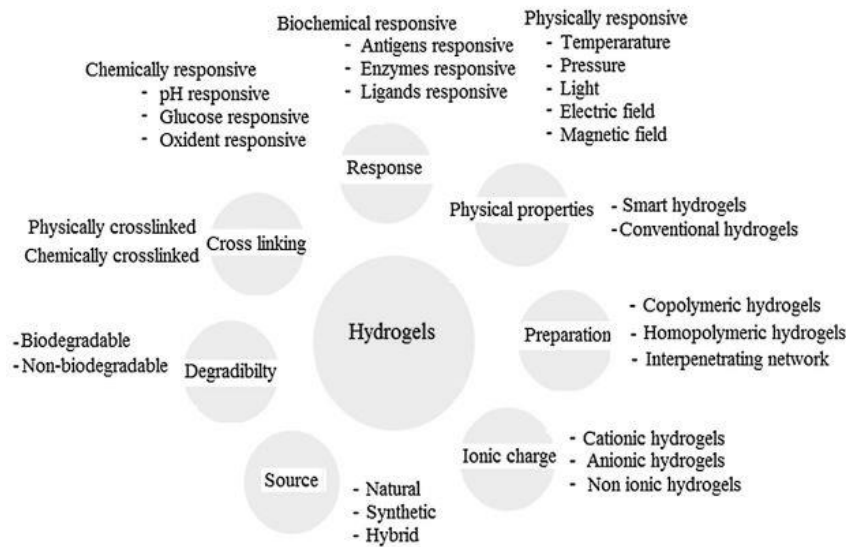 Biochemical responsive
- Antigens responsive
- Enzymes responsive
- Ligands responsive
Physically responsive
- Temperarature
- Pressure
- Light
- Electric field
- Magnetic field
Chemically responsive
- pH responsive
- Glucose responsive
- Oxident responsive
Response
Physical properties
- Smart hydrogels
-Conventional hydrogels
Physically crosslinked
Chemically crosslinked
Cross linking
Hydrogels
Preparation
- Copolymeric hydrogels
- Homopolymeric hydrogels
- Interpenetrating network
-Biodegradable
-Non-biodegradable
Degradibilty
Ionic charge
- Cationic hydrogels
- Anionic hydrogels
- Non ionic hydrogels
Source
- Natural
- Synthetic
- Hybrid